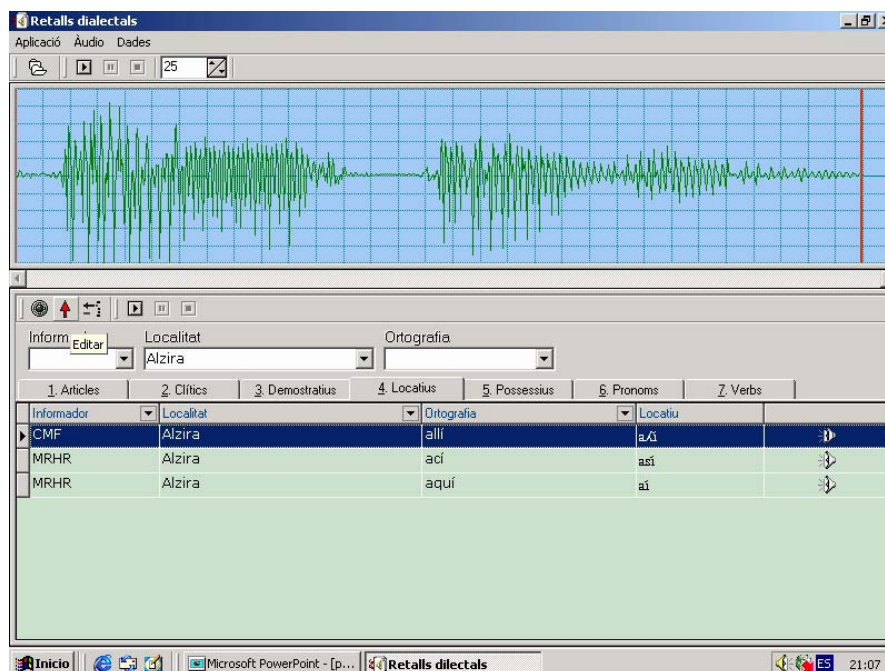 Retalls dialectals
Aplicació Àudio Dades
25
Informador Localitat Ortografia
Editar
Alzira
1. Articles 2. Clítics 3. Demostratius 4. Locatius 5. Possessius 6. Pronoms 7. Verbs
Informador Localitat Ortografia Locatiu
CMF Alzira allí aʎí
MRHR Alzira ací así
MRHR Alzira aquí aí
Inicio Microsoft PowerPoint - [p... Retalls dilectals ES 21:07